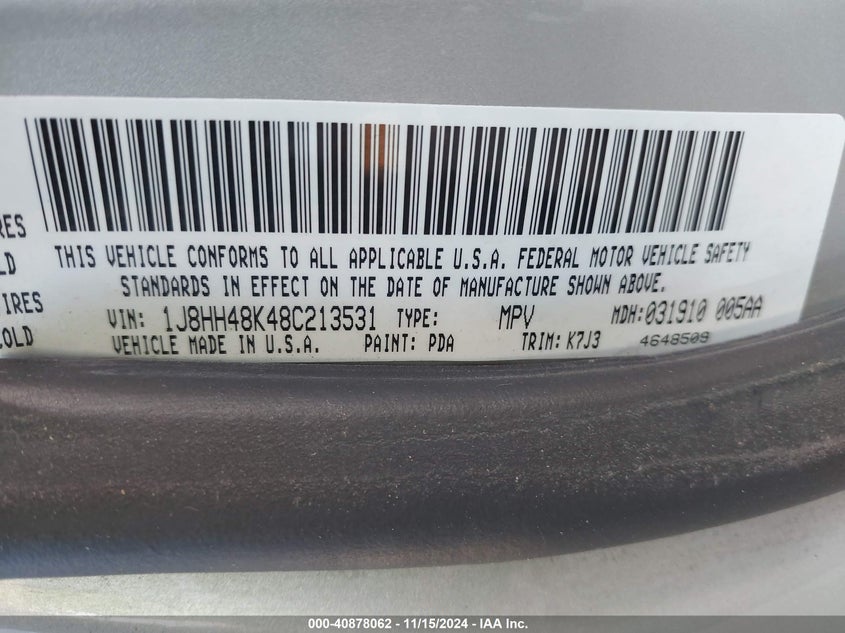 THIS VEHICLE CONFORMS TO ALL APPLICABLE U.S.A. FEDERAL MOTOR VEHICLE SAFETY
STANDARDS IN EFFECT ON THE DATE OF MANUFACTURE SHOWN ABOVE.
VIN: 1J8HH48K48C213531 TYPE: MPV MDH:031910 005AA
VEHICLE MADE IN U.S.A. PAINT: PDA TRIM: K7J3 4648509
IRES
LD
TIRES
COLD
000-40878062 - 11/15/2024 - IAA Inc.